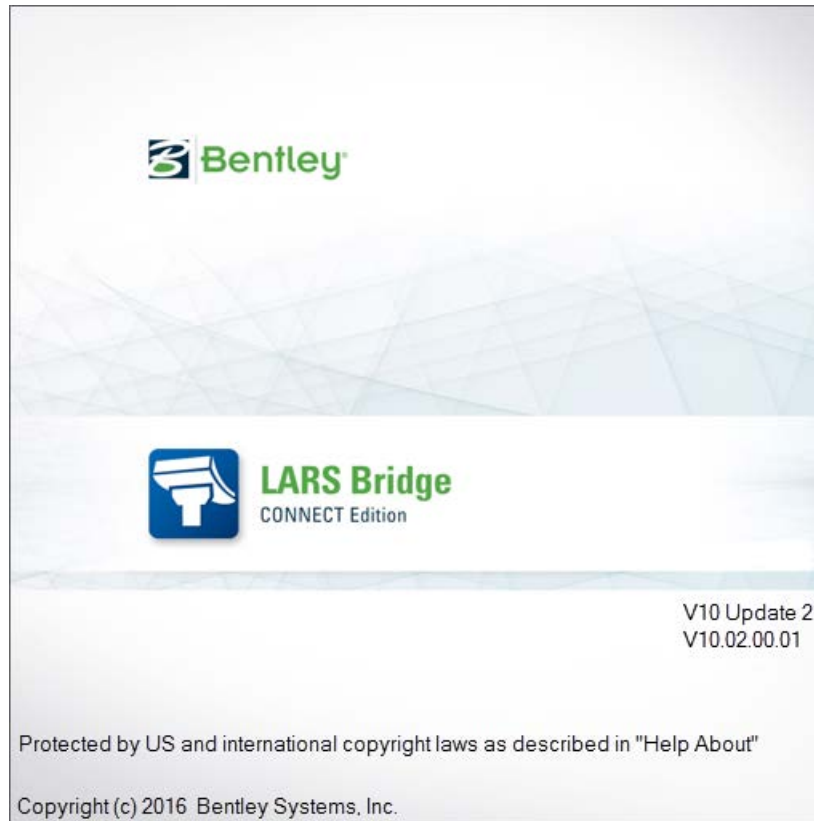 Bentley®
LARS Bridge
CONNECT Edition
V10 Update 2
V10.02.00.01
Protected by US and international copyright laws as described in "Help About"
Copyright (c) 2016 Bentley Systems, Inc.